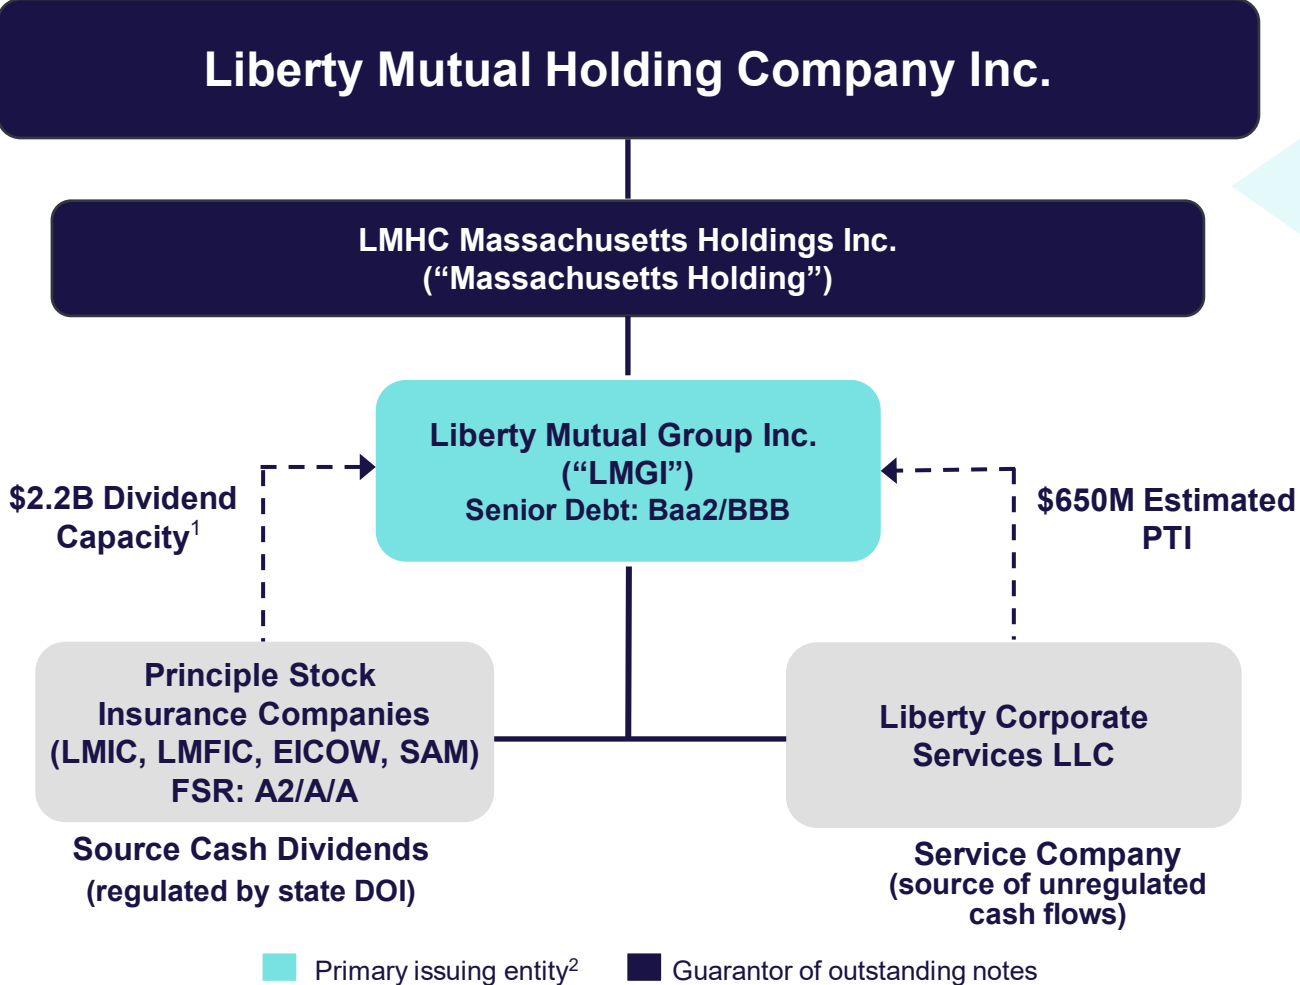 Liberty Mutual Holding Company Inc.
LMHC Massachusetts Holdings Inc.
(“Massachusetts Holding”)
Liberty Mutual Group Inc.
(“LMGI”)
Senior Debt: Baa2/BBB
$2.2B Dividend
Capacity¹
$650M Estimated
PTI
Principle Stock
Insurance Companies
(LMIC, LMFIC, EICOW, SAM)
FSR: A2/A/A
Liberty Corporate
Services LLC
Source Cash Dividends
(regulated by state DOI)
Service Company
(source of unregulated
cash flows)
Primary issuing entity²
Guarantor of outstanding notes